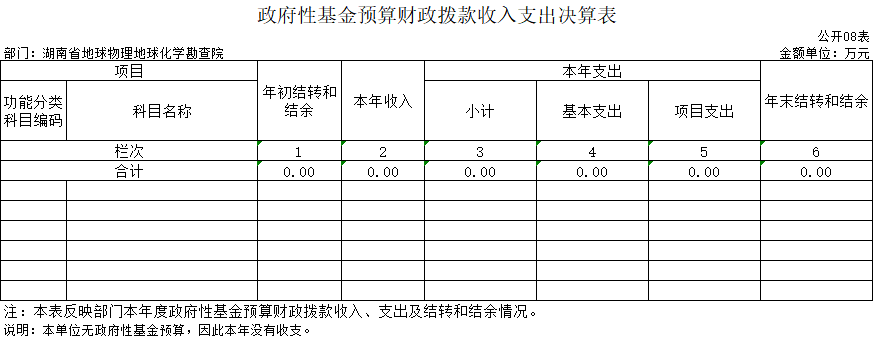 政府性基金预算财政拨款收入支出决算表
公开08表
部门：湖南省地球物理地球化学勘查院 金额单位：万元
项目 年初结转和结余 本年收入 本年支出 年末结转和结余
功能分类科目编码 科目名称 小计 基本支出 项目支出
栏次 1 2 3 4 5 6
合计 0.00 0.00 0.00 0.00 0.00 0.00
注：本表反映部门本年度政府性基金预算财政拨款收入、支出及结转和结余情况。
说明：本单位无政府性基金预算，因此本年没有收支。